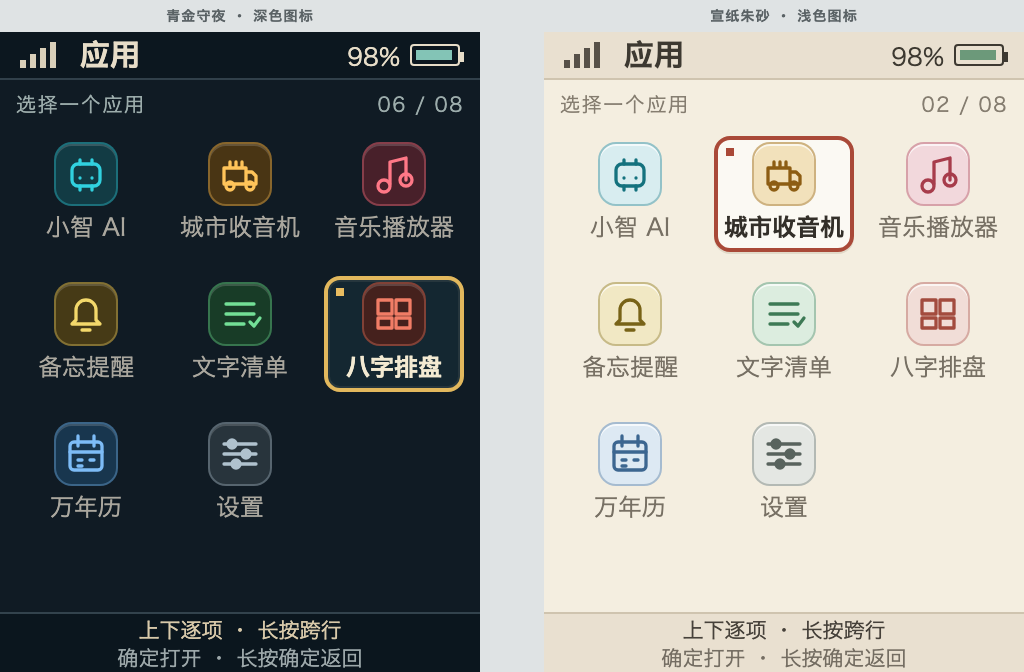 青金守夜 · 深色图标
应用
98%
选择一个应用
06 / 08
小智 AI
城市收音机
音乐播放器
备忘提醒
文字清单
八字排盘
万年历
设置
上下逐项 · 长按跨行
确定打开 · 长按确定返回
宣纸朱砂 · 浅色图标
应用
98%
选择一个应用
02 / 08
小智 AI
城市收音机
音乐播放器
备忘提醒
文字清单
八字排盘
万年历
设置
上下逐项 · 长按跨行
确定打开 · 长按确定返回